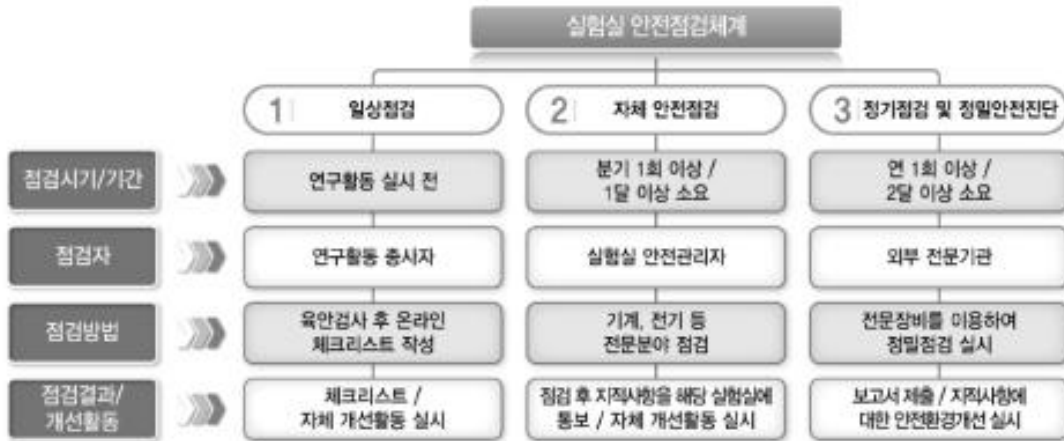 실험실 안전점검체계
1 일상점검
2 자체 안전점검
3 정기점검 및 정밀안전진단
점검시기/기간
연구활동 실시 전
분기 1회 이상 /
1달 이상 소요
연 1회 이상 /
2달 이상 소요
점검자
연구활동 종사자
실험실 안전관리자
외부 전문기관
점검방법
육안검사 후 온라인
체크리스트 작성
기계, 전기 등
전문분야 점검
전문장비를 이용하여
정밀점검 실시
점검결과/
개선활동
체크리스트 /
자체 개선활동 실시
점검 후 지적사항을 해당 실험실에
통보 / 자체 개선활동 실시
보고서 제출 / 지적사항에
대한 안전환경개선 실시